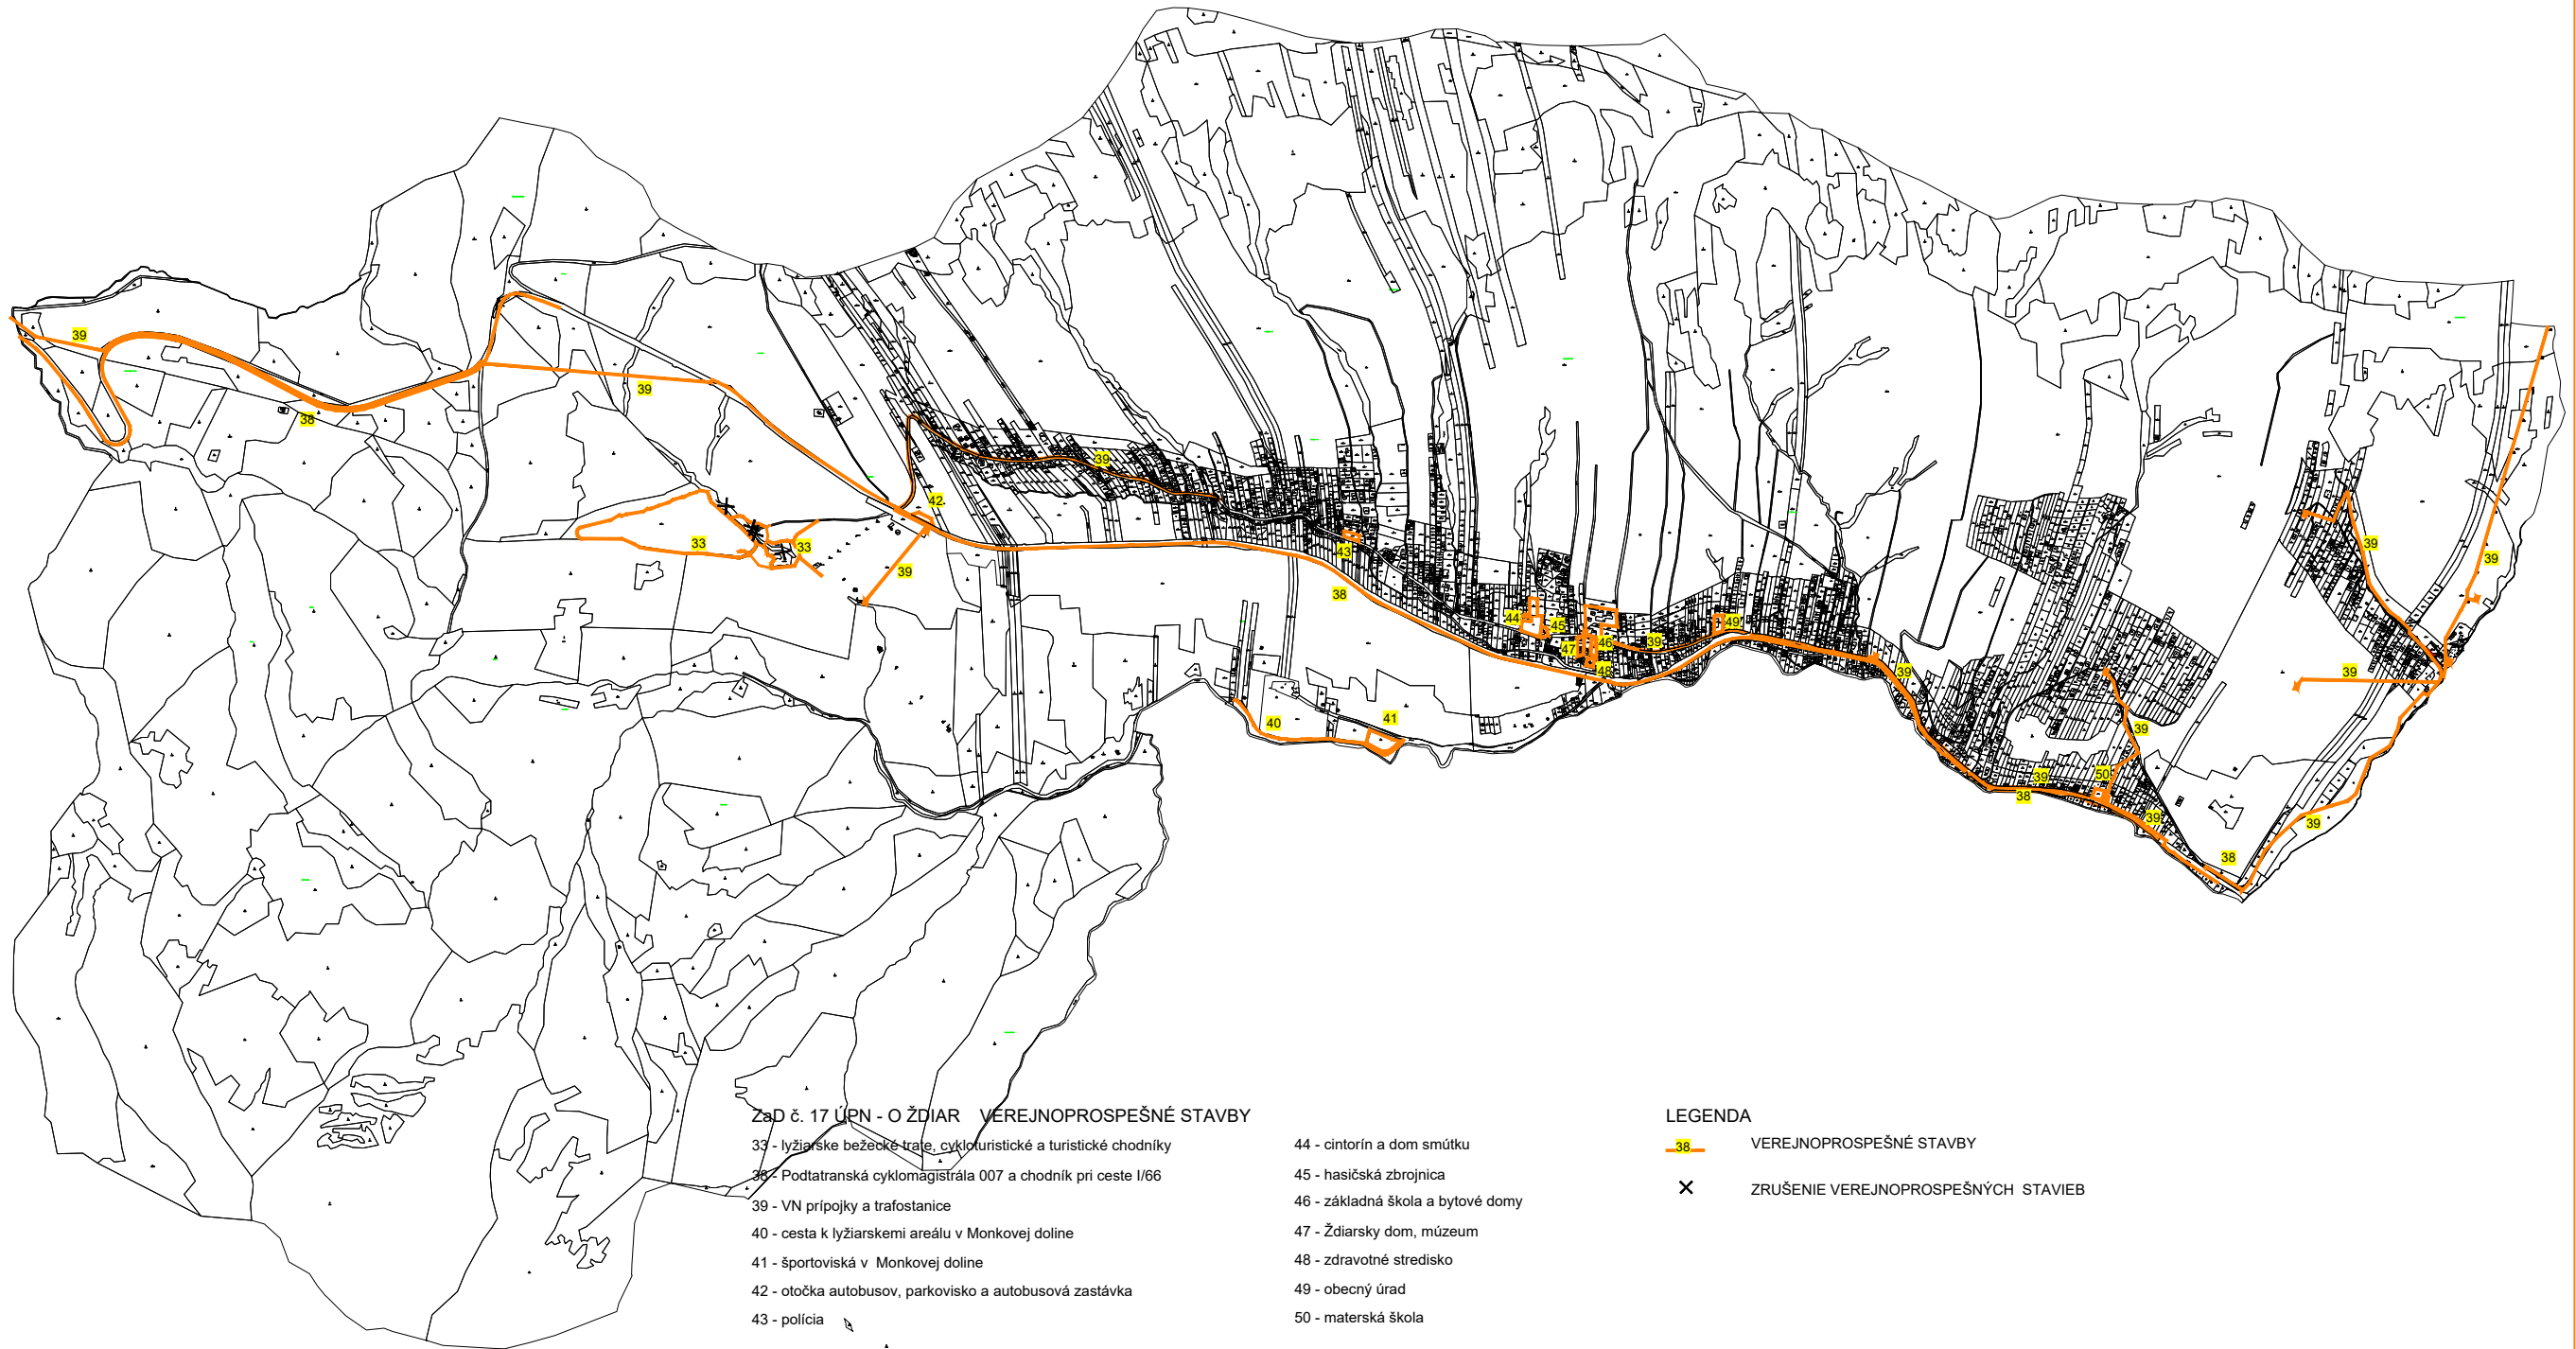 39
38
39
39
42
33
33
39
43
38
44
45
46
47
48
39
49
39
40
41
39
38
50
39
39
38
39
39
39
39
ZaD č. 17 ÚPN - O ŽDIAR VEREJNOPROSPEŠNÉ STAVBY
33 - lyžiarske bežecké trate, cykloturistické a turistické chodníky
38 - Podtatranská cyklomagistrála 007 a chodník pri ceste I/66
39 - VN prípojky a trafostanice
40 - cesta k lyžiarskemi areálu v Monkovej doline
41 - športoviská v Monkovej doline
42 - otočka autobusov, parkovisko a autobusová zastávka
43 - polícia
44 - cintorín a dom smútku
45 - hasičská zbrojnica
46 - základná škola a bytové domy
47 - Ždiarsky dom, múzeum
48 - zdravotné stredisko
49 - obecný úrad
50 - materská škola
LEGENDA
38 VEREJNOPROSPEŠNÉ STAVBY
ZRUŠENIE VEREJNOPROSPEŠNÝCH STAVIEB